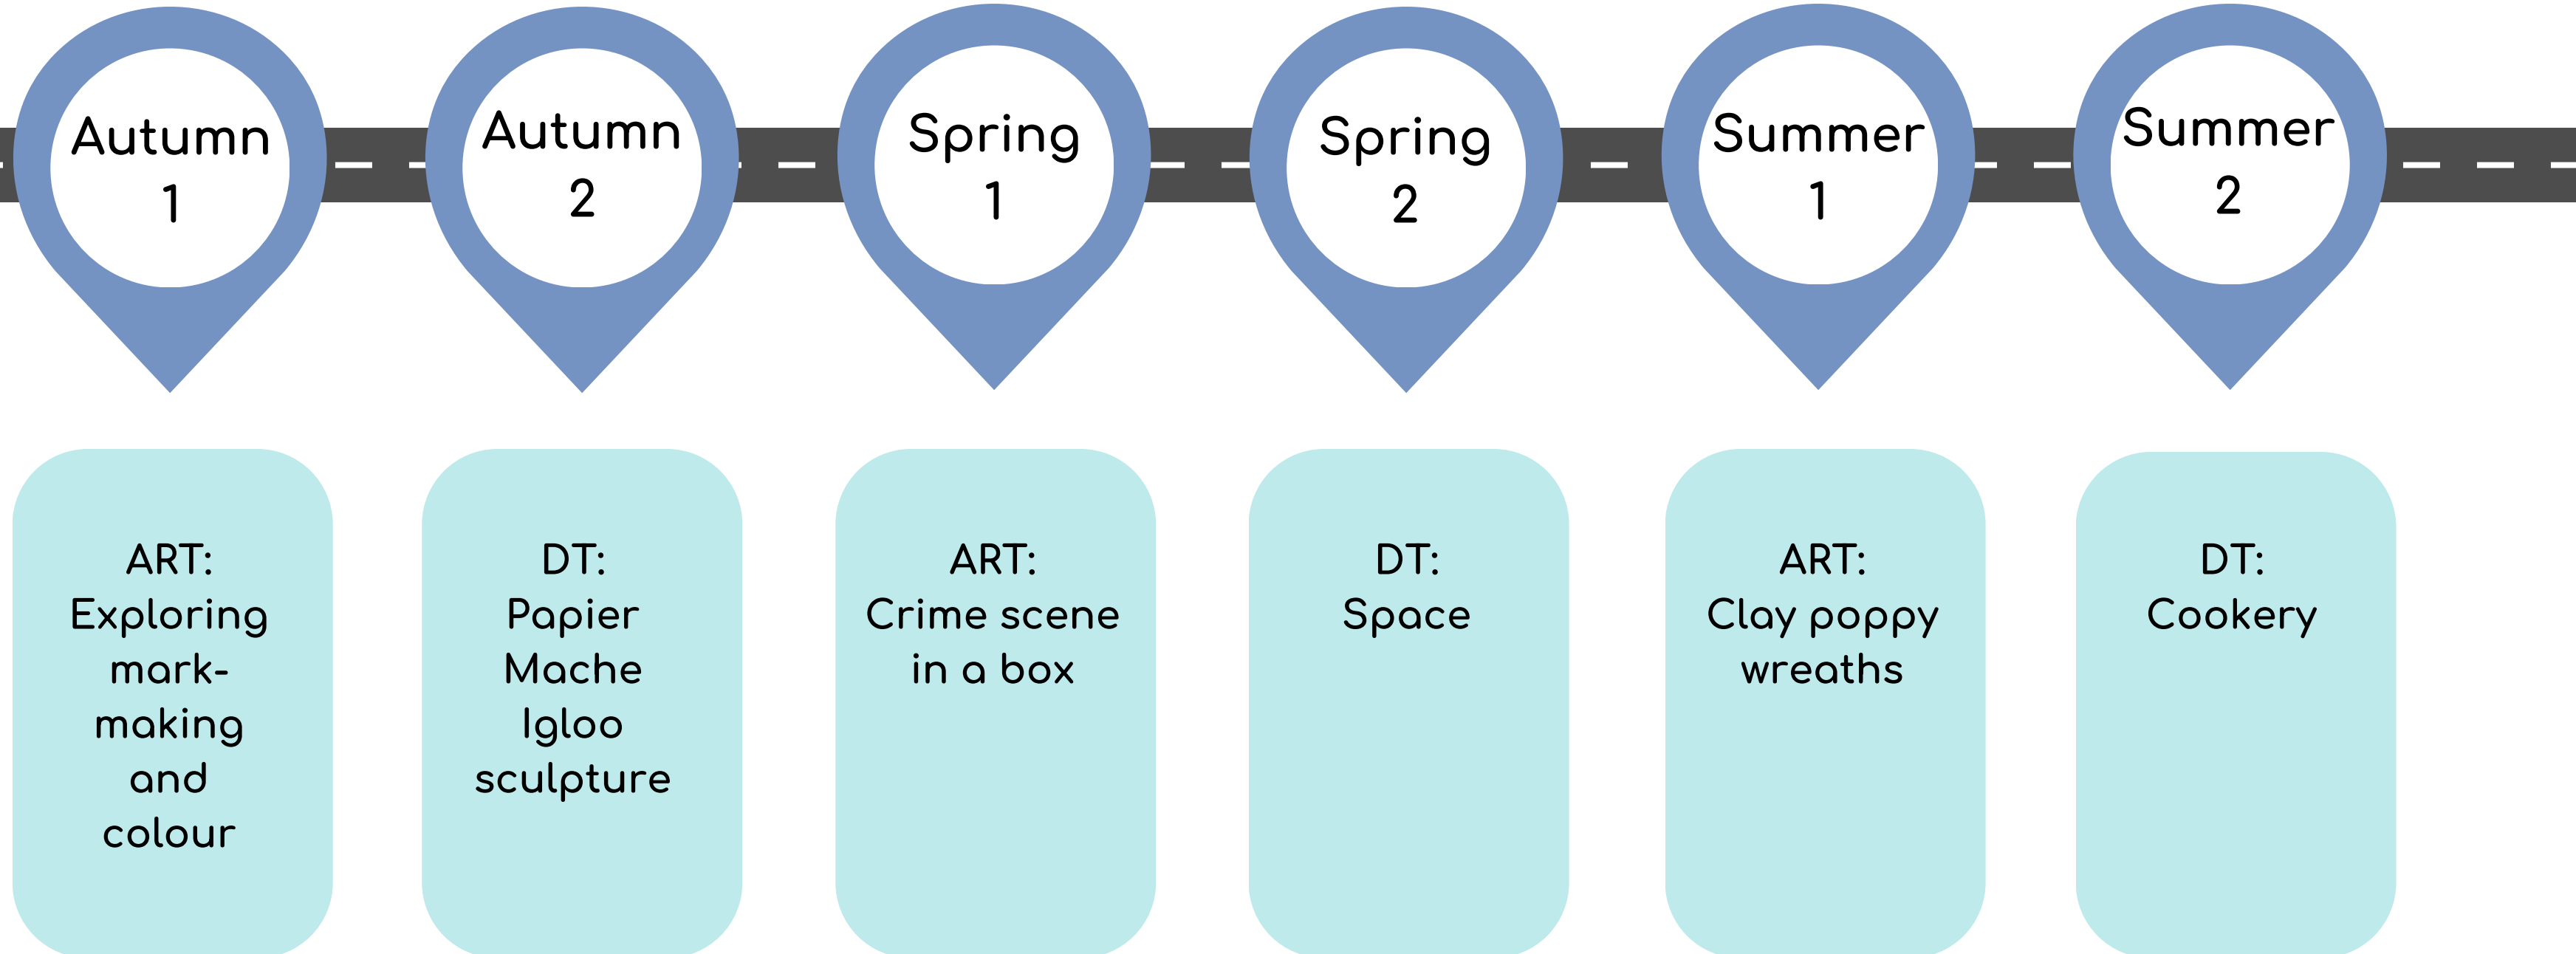 Autumn
1
Autumn
2
Spring
1
Spring
2
Summer
1
Summer
2
ART:
Exploring
mark-
making
and
colour
DT:
Papier
Mache
Igloo
sculpture
ART:
Crime scene
in a box
DT:
Space
ART:
Clay poppy
wreaths
DT:
Cookery